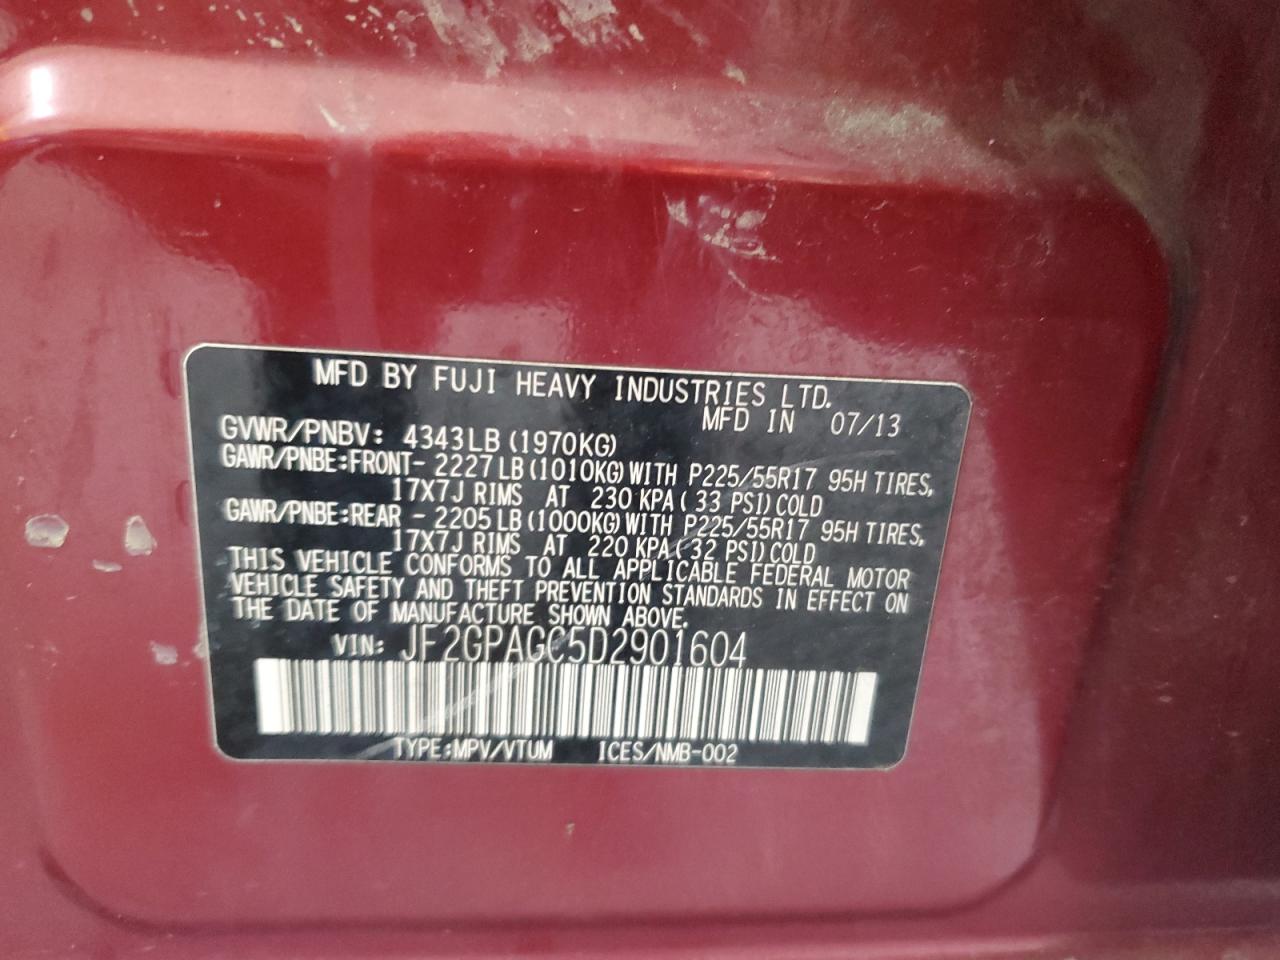 MFD BY FUJI HEAVY INDUSTRIES LTD.
MFD IN 07/13
GVWR/PNBV: 4343LB (1970KG)
GAWR/PNBE:FRONT- 2227LB(1010KG)WITH P225/55R17 95H TIRES,
17X7J RIMS AT 230 KPA( 33 PSI)COLD
GAWR/PNBE:REAR - 2205LB(1000KG)WITH P225/55R17 95H TIRES,
17X7J RIMS AT 220 KPA( 32 PSI)COLD
THIS VEHICLE CONFORMS TO ALL APPLICABLE FEDERAL MOTOR
VEHICLE SAFETY AND THEFT PREVENTION STANDARDS IN EFFECT ON
THE DATE OF MANUFACTURE SHOWN ABOVE.
VIN: JF2GPAGC5D2901604
TYPE:MPV/VTUM ICES/NMB-002